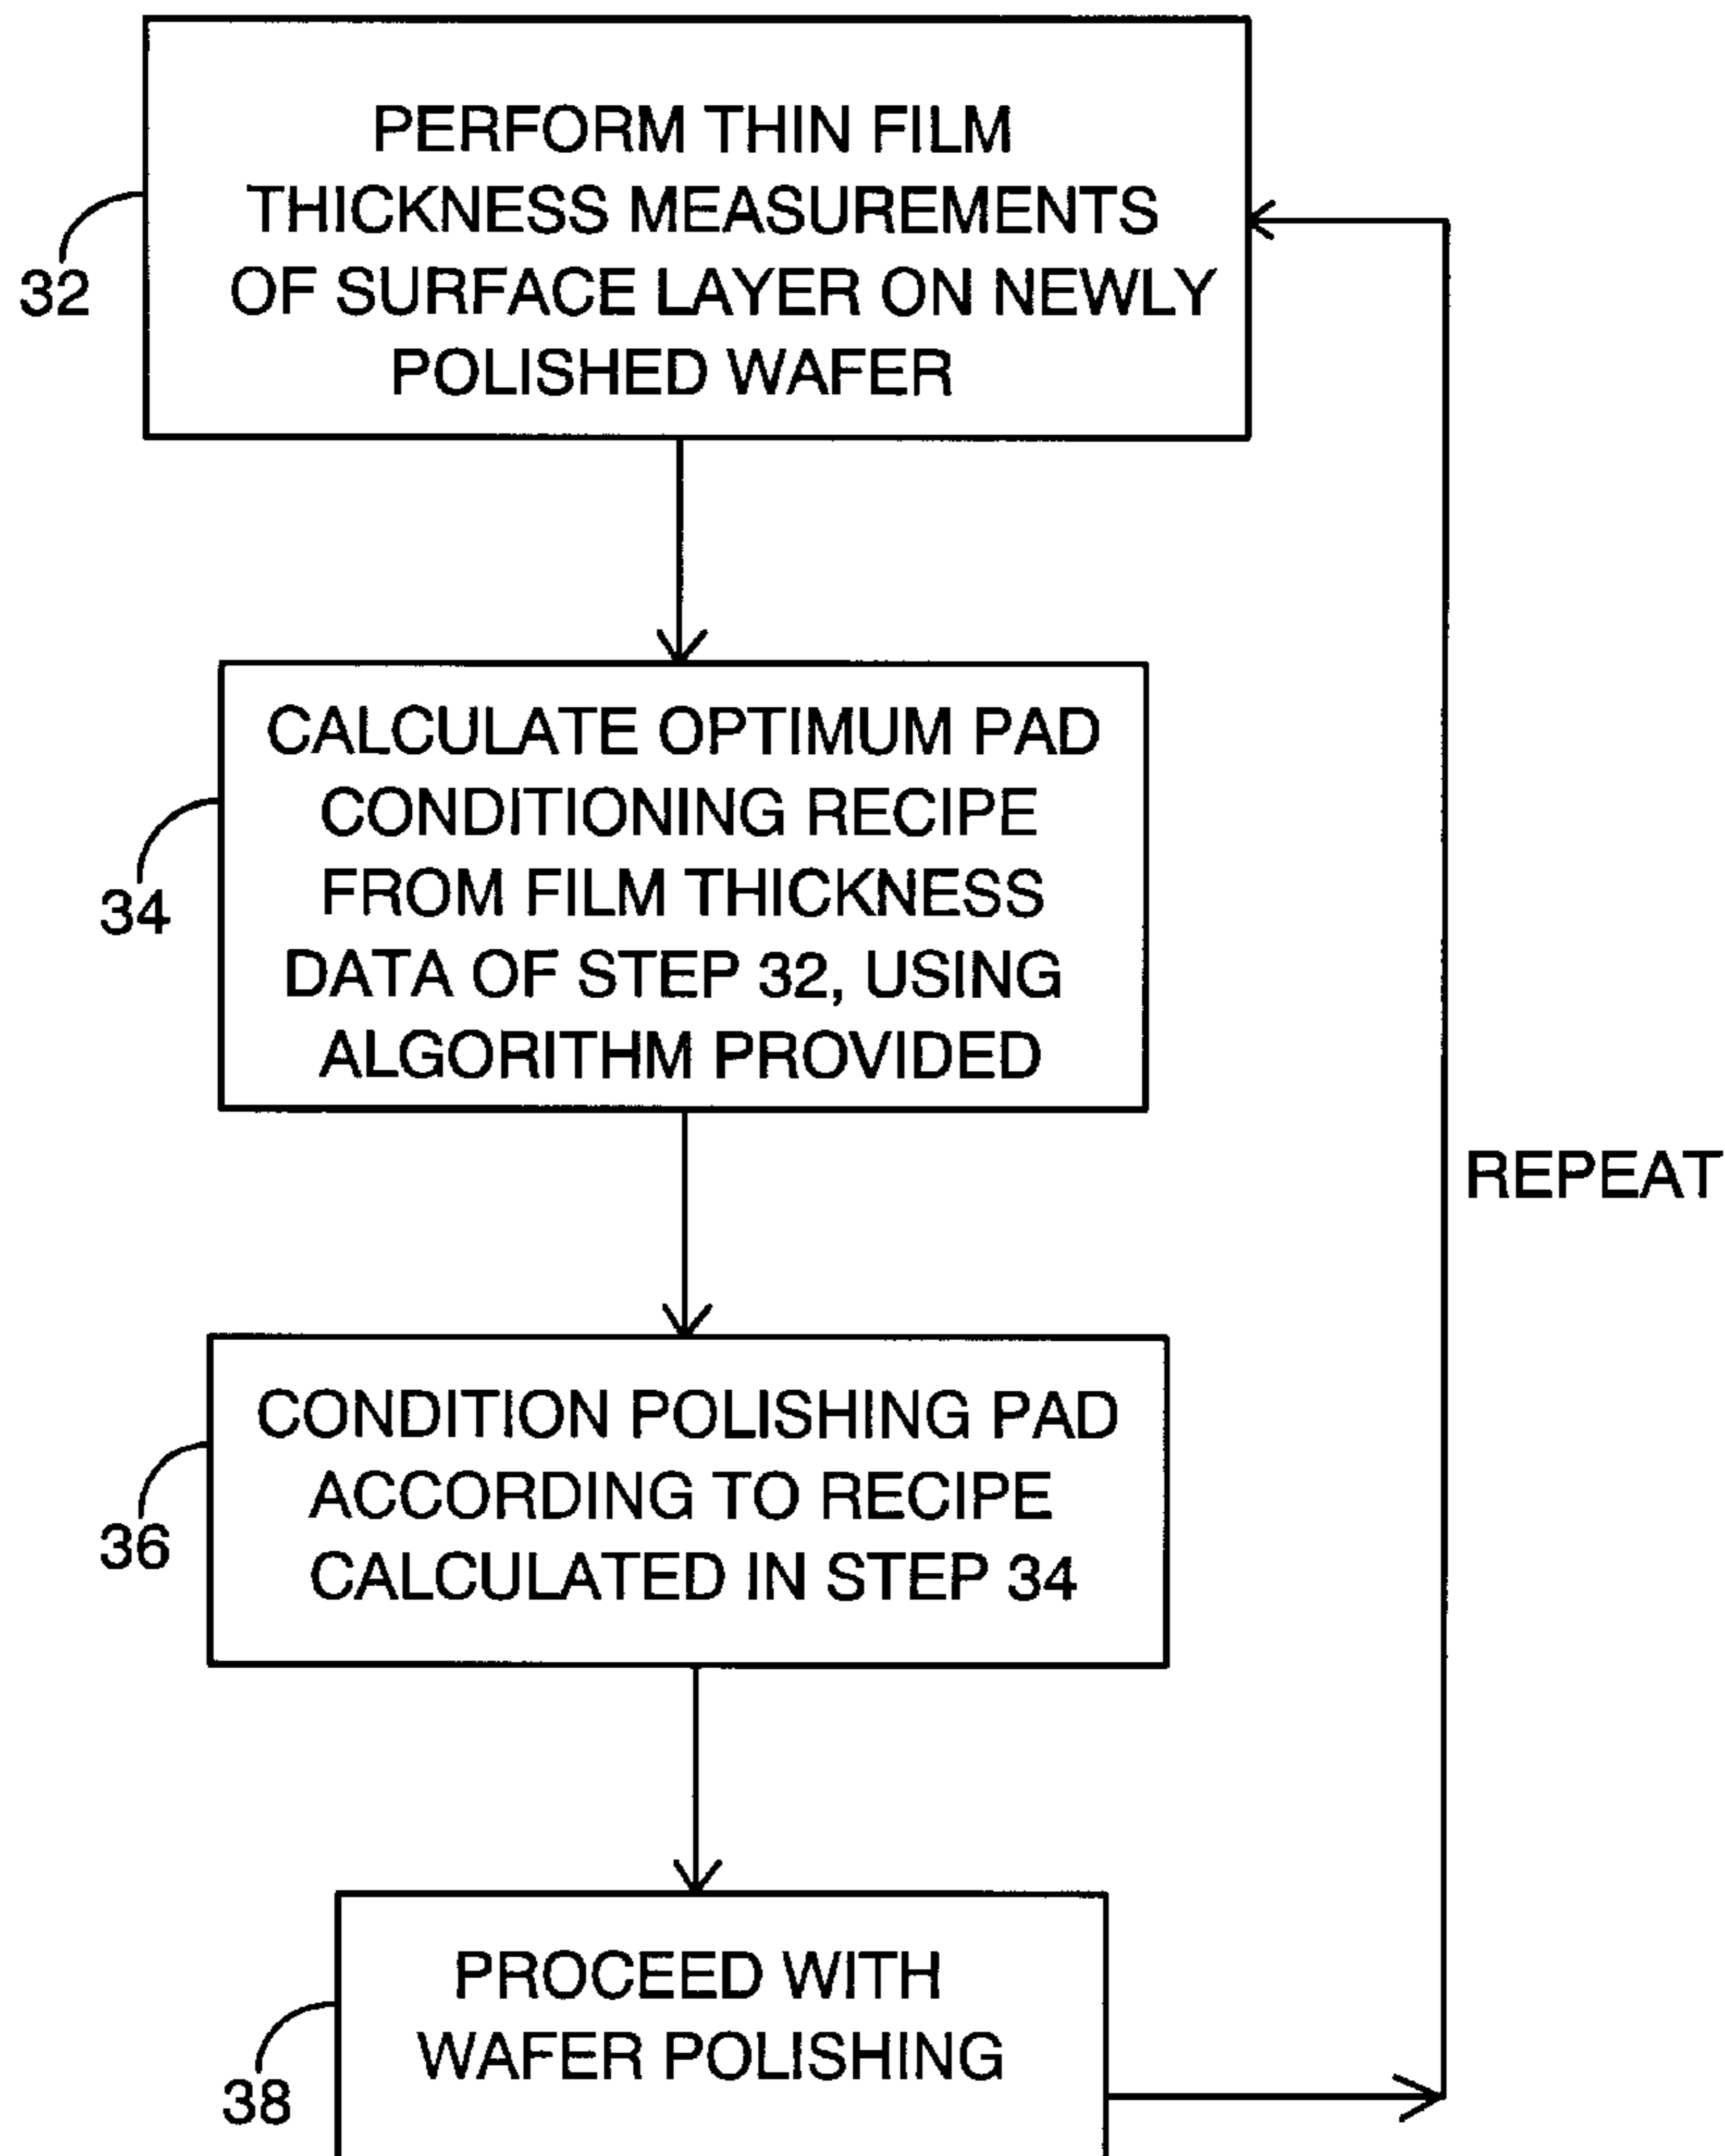 PERFORM THIN FILM
THICKNESS MEASUREMENTS
OF SURFACE LAYER ON NEWLY
POLISHED WAFER
32
CALCULATE OPTIMUM PAD
CONDITIONING RECIPE
FROM FILM THICKNESS
DATA OF STEP 32, USING
ALGORITHM PROVIDED
34
REPEAT
CONDITION POLISHING PAD
ACCORDING TO RECIPE
CALCULATED IN STEP 34
36
PROCEED WITH
WAFER POLISHING
38